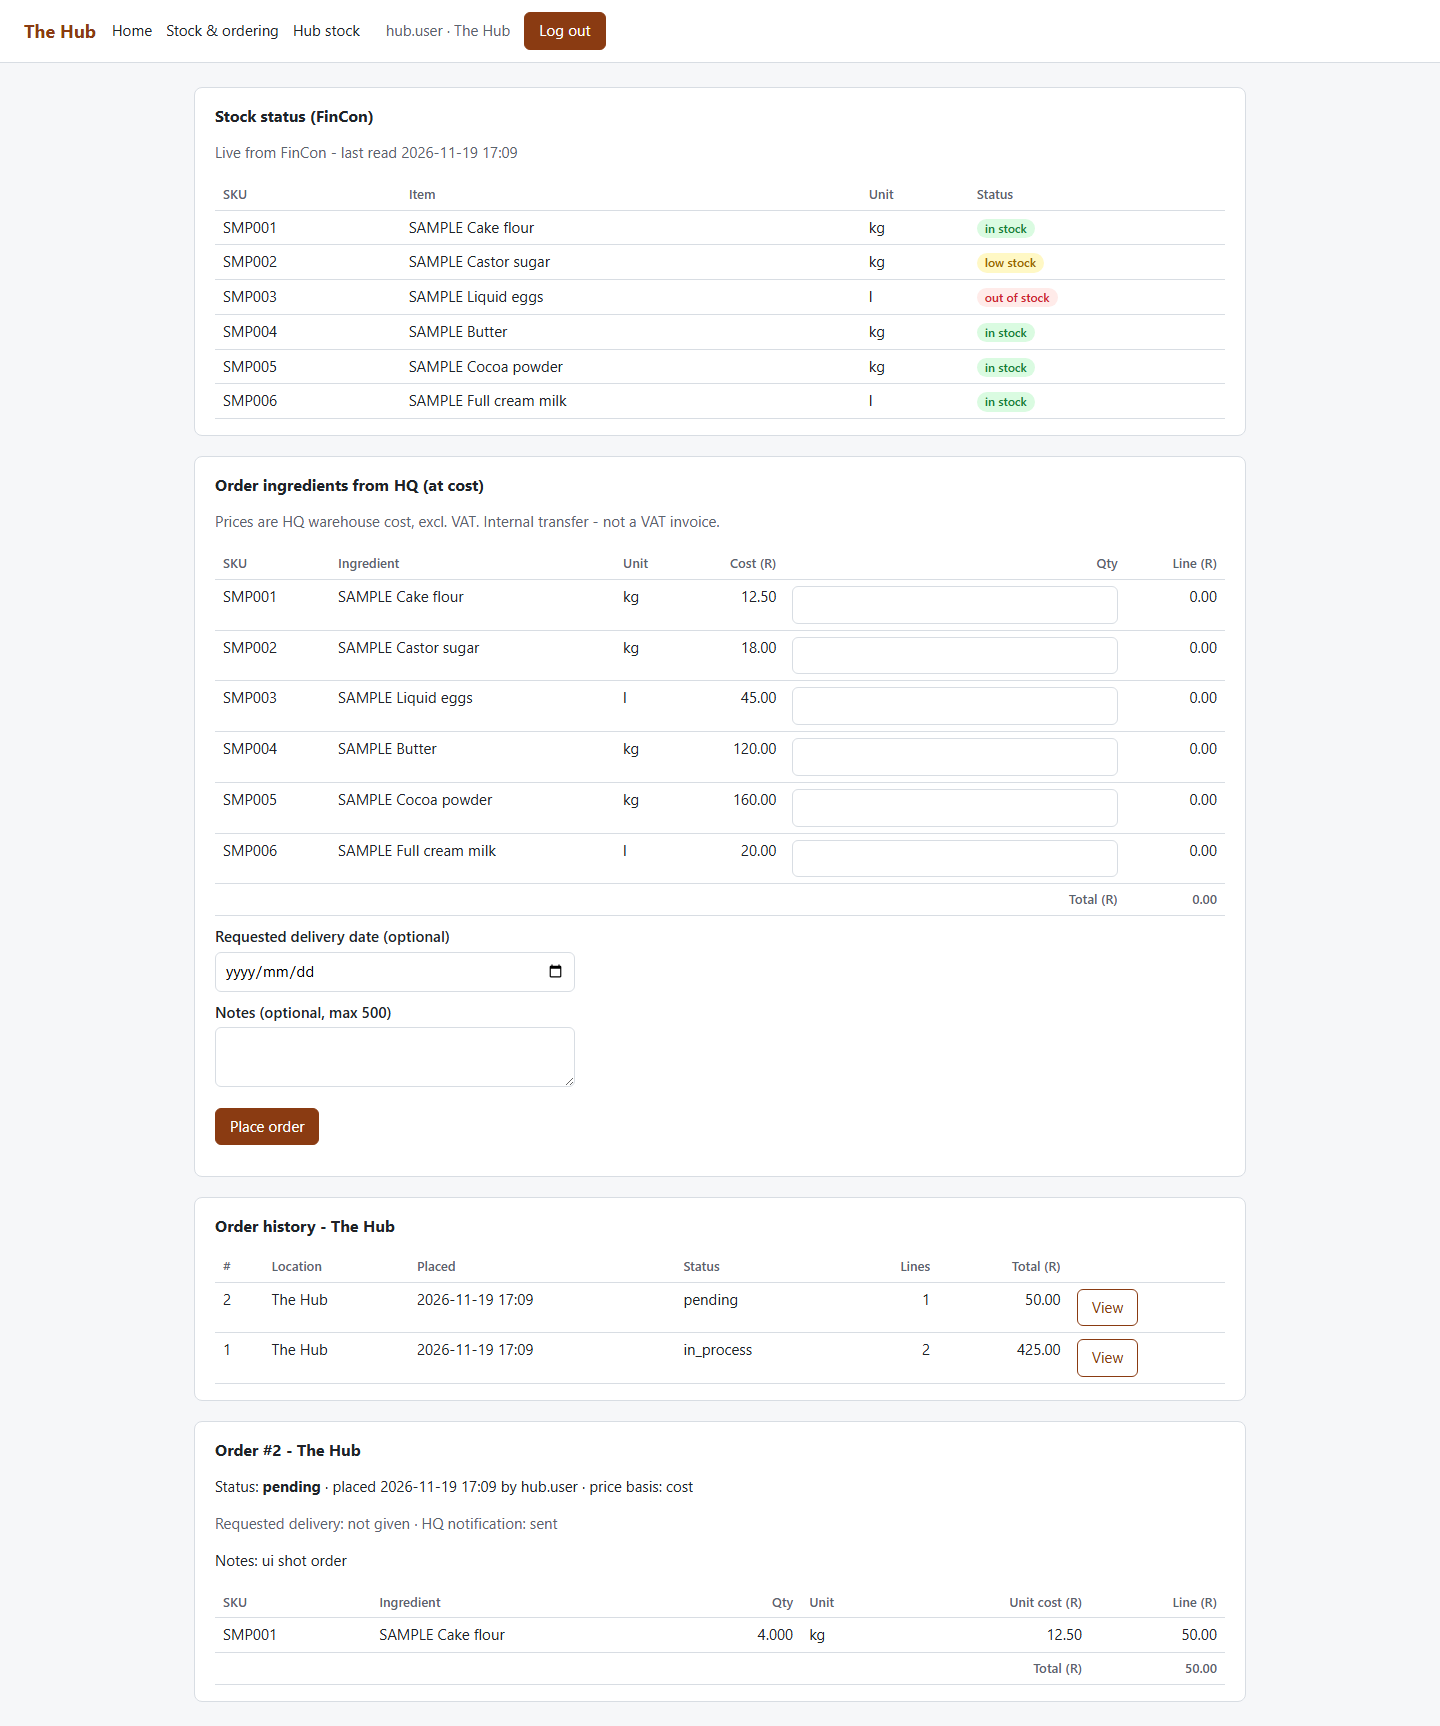 The Hub Home Stock & ordering Hub stock hub.user · The Hub Log out
Stock status (FinCon)
Live from FinCon - last read 2026-11-19 17:09
SKU Item Unit Status
SMP001 SAMPLE Cake flour kg in stock
SMP002 SAMPLE Castor sugar kg low stock
SMP003 SAMPLE Liquid eggs l out of stock
SMP004 SAMPLE Butter kg in stock
SMP005 SAMPLE Cocoa powder kg in stock
SMP006 SAMPLE Full cream milk l in stock
Order ingredients from HQ (at cost)
Prices are HQ warehouse cost, excl. VAT. Internal transfer - not a VAT invoice.
SKU Ingredient Unit Cost (R) Qty Line (R)
SMP001 SAMPLE Cake flour kg 12.50 0.00
SMP002 SAMPLE Castor sugar kg 18.00 0.00
SMP003 SAMPLE Liquid eggs l 45.00 0.00
SMP004 SAMPLE Butter kg 120.00 0.00
SMP005 SAMPLE Cocoa powder kg 160.00 0.00
SMP006 SAMPLE Full cream milk l 20.00 0.00
Total (R) 0.00
Requested delivery date (optional)
yyyy/mm/dd
Notes (optional, max 500)
Place order
Order history - The Hub
# Location Placed Status Lines Total (R)
2 The Hub 2026-11-19 17:09 pending 1 50.00 View
1 The Hub 2026-11-19 17:09 in_process 2 425.00 View
Order #2 - The Hub
Status: pending · placed 2026-11-19 17:09 by hub.user · price basis: cost
Requested delivery: not given · HQ notification: sent
Notes: ui shot order
SKU Ingredient Qty Unit Unit cost (R) Line (R)
SMP001 SAMPLE Cake flour 4.000 kg 12.50 50.00
Total (R) 50.00